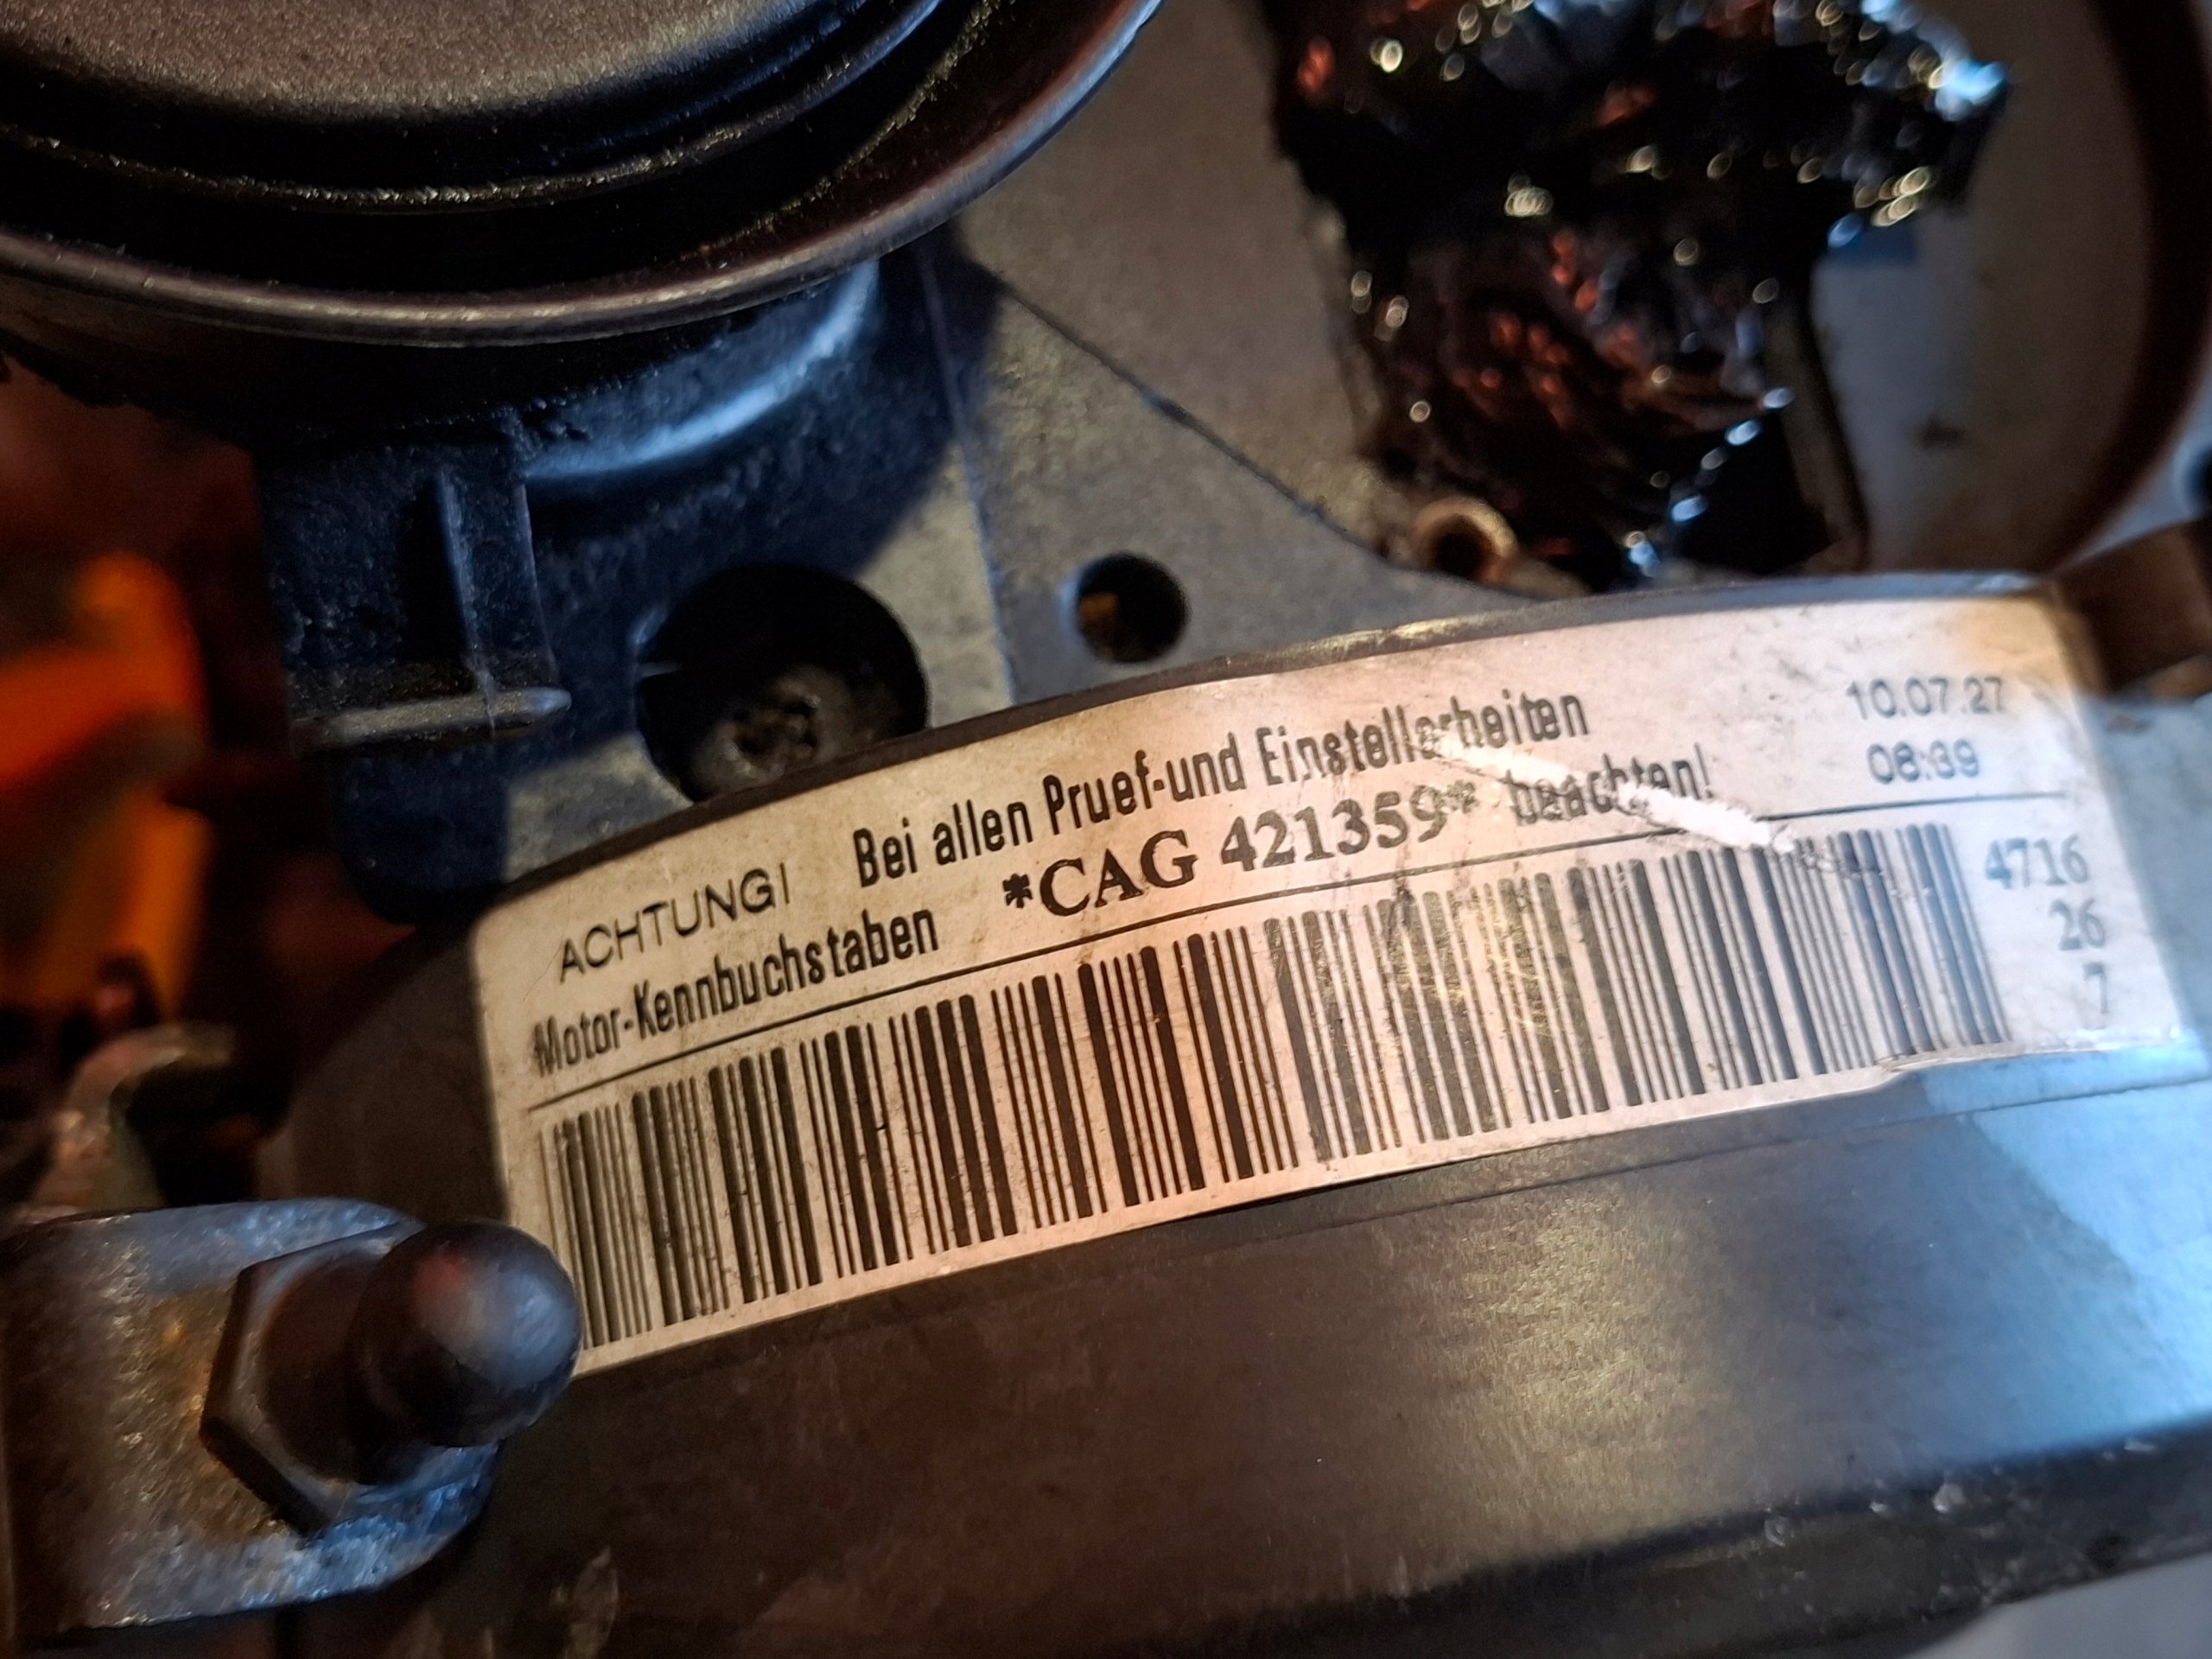 ACHTUNG! Bei allen Pruef-und Einstellarbeiten
Motor-Kennbuchstaben *CAG 421359* beachten!
10.07.27
08:39
4716
26
7